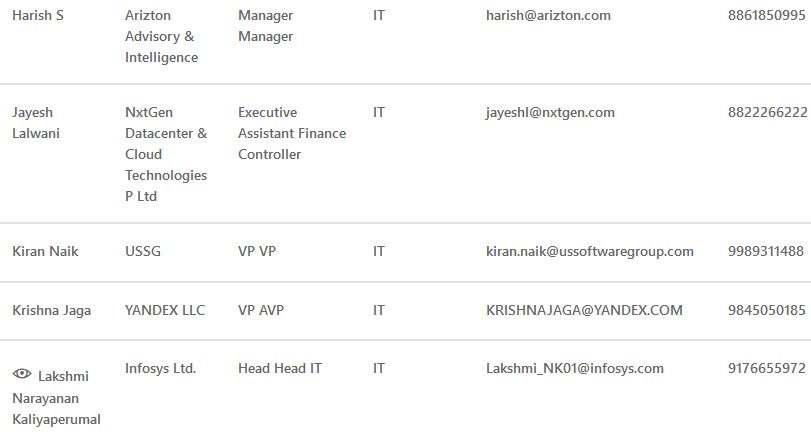 Harish S Arizton Manager IT harish@arizton.com 8861850995
Advisory & Manager
Intelligence
Jayesh NxtGen Executive IT jayeshl@nxtgen.com 8822266222
Lalwani Datacenter & Assistant Finance
Cloud Controller
Technologies
P Ltd
Kiran Naik USSG VP VP IT kiran.naik@ussoftwaregroup.com 9989311488
Krishna Jaga YANDEX LLC VP AVP IT KRISHNAJAGA@YANDEX.COM 9845050185
Lakshmi Infosys Ltd. Head Head IT IT Lakshmi_NK01@infosys.com 9176655972
Narayanan
Kaliyaperumal